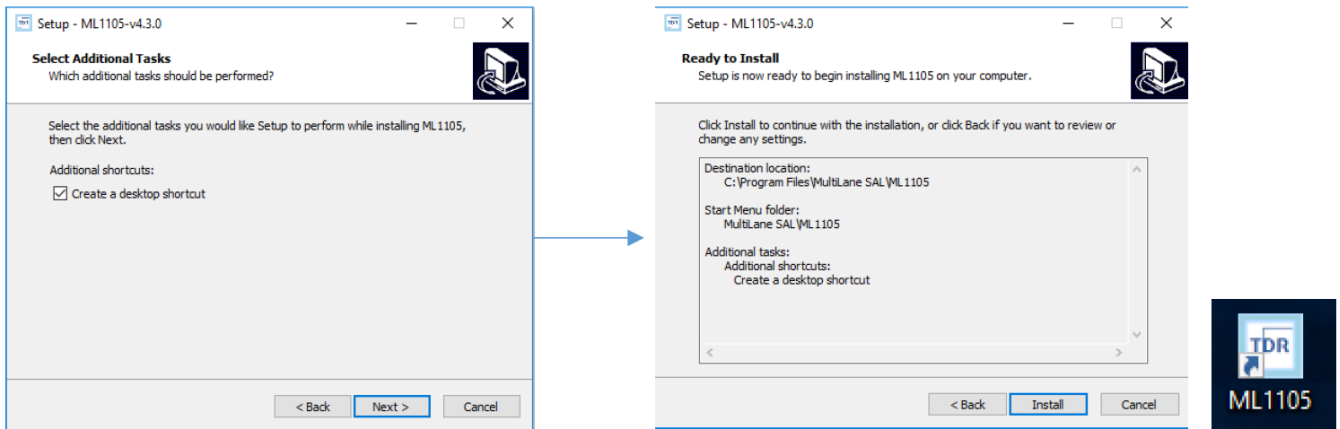 Setup - ML1105-v4.3.0
Select Additional Tasks
Which additional tasks should be performed?
Select the additional tasks you would like Setup to perform while installing ML1105,
then click Next.
Additional shortcuts:
Create a desktop shortcut
< Back
Next >
Cancel
Setup - ML1105-v4.3.0
Ready to Install
Setup is now ready to begin installing ML1105 on your computer.
Click Install to continue with the installation, or click Back if you want to review or
change any settings.
Destination location:
C:\Program Files\MultiLane SAL\ML1105
Start Menu folder:
MultiLane SAL\ML1105
Additional tasks:
Additional shortcuts:
Create a desktop shortcut
< Back
Install
Cancel
TDR
ML1105